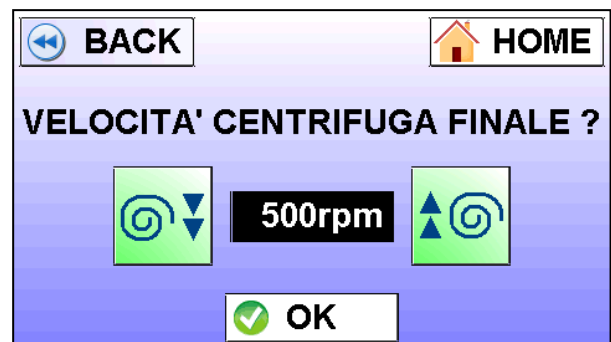 BACK
HOME
VELOCITA' CENTRIFUGA FINALE ?
500rpm
OK